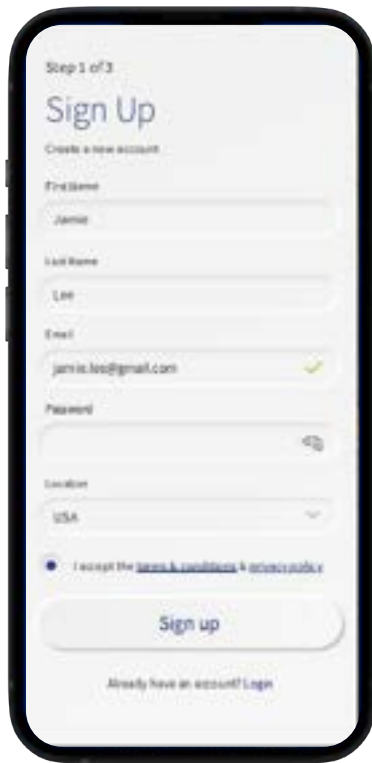 Step 1 of 3
Sign Up
Create a new account
First Name
Jamie
Last Name
Lee
Email
jamie.lee@gmail.com
Password
Location
USA
I accept the terms & conditions & privacy policy
Sign up
Already have an account? Login